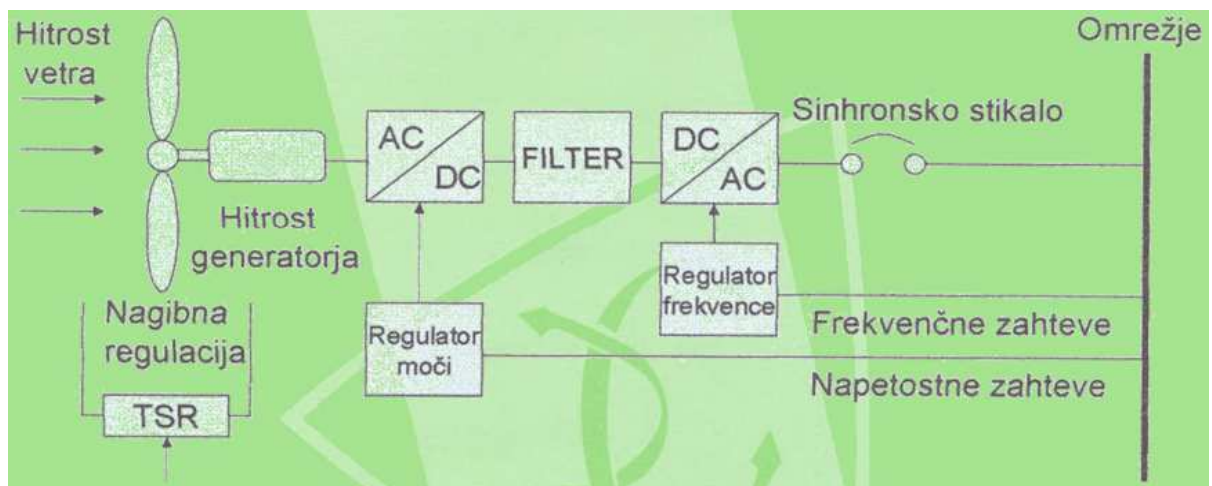 Hitrost
vetra
Omrežje
Sinhronsko stikalo
AC
DC
FILTER
DC
AC
Hitrost
generatorja
Regulator
frekvence
Nagibna
regulacija
Regulator
moči
Frekvenčne zahteve
Napetostne zahteve
TSR